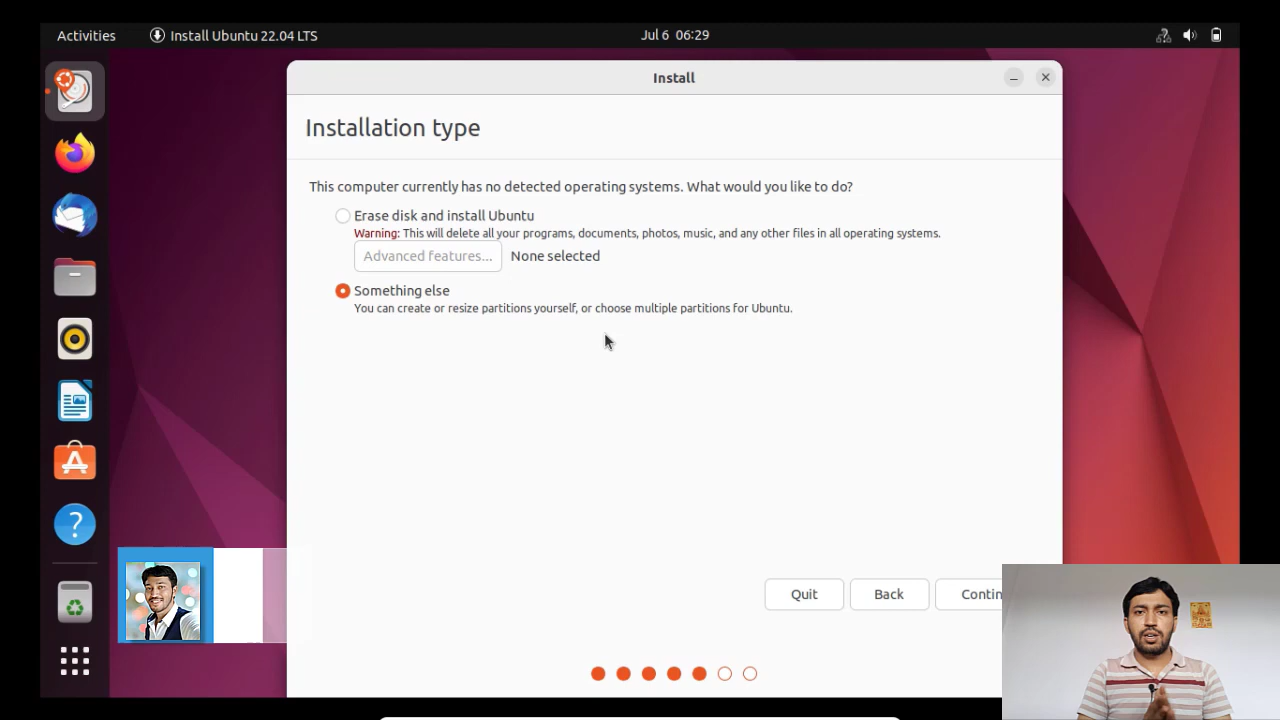 Activities
Install Ubuntu 22.04 LTS
Jul 6 06:29
Install
Installation type
This computer currently has no detected operating systems. What would you like to do?
Erase disk and install Ubuntu
Warning: This will delete all your programs, documents, photos, music, and any other files in all operating systems.
Advanced features...
None selected
Something else
You can create or resize partitions yourself, or choose multiple partitions for Ubuntu.
Quit
Back
Contin